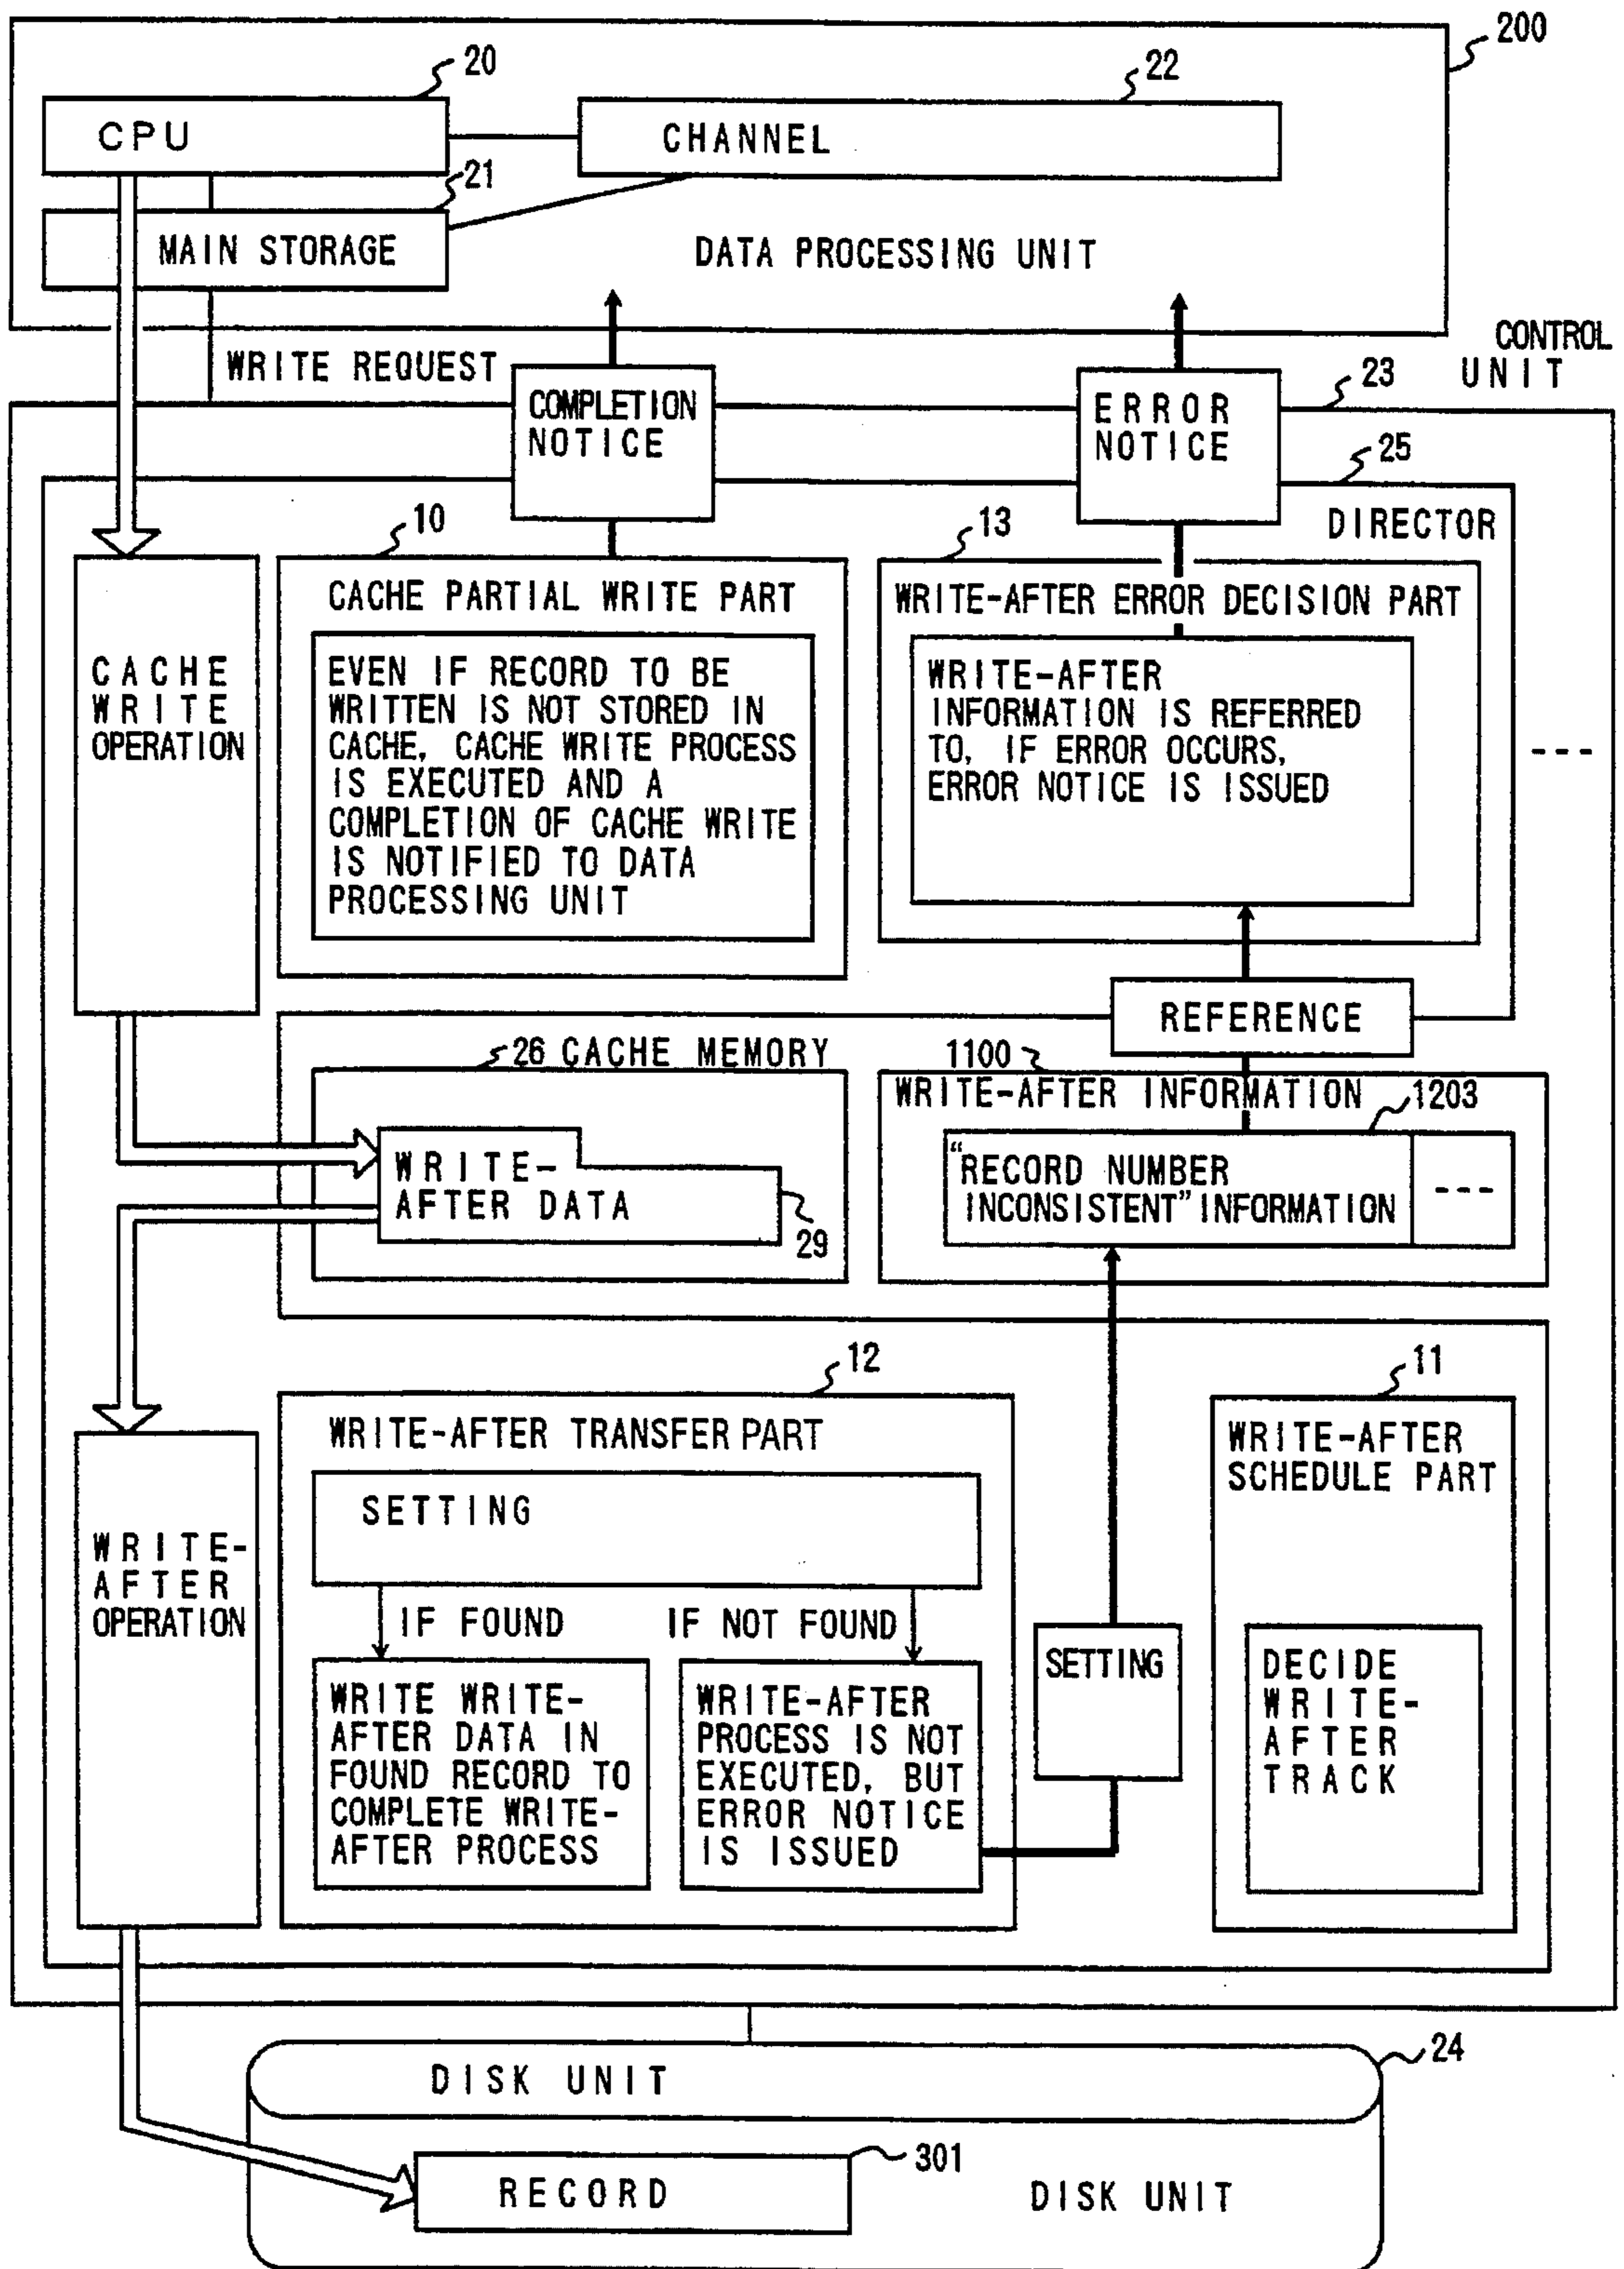 200
20
22
CPU
CHANNEL
21
MAIN STORAGE
DATA PROCESSING UNIT
CONTROL
UNIT
WRITE REQUEST
23
COMPLETION
NOTICE
ERROR
NOTICE
25
DIRECTOR
10
13
CACHE PARTIAL WRITE PART
WRITE-AFTER ERROR DECISION PART
CACHE
WRITE
OPERATION
EVEN IF RECORD TO BE
WRITTEN IS NOT STORED IN
CACHE, CACHE WRITE PROCESS
IS EXECUTED AND A
COMPLETION OF CACHE WRITE
IS NOTIFIED TO DATA
PROCESSING UNIT
WRITE-AFTER
INFORMATION IS REFERRED
TO, IF ERROR OCCURS,
ERROR NOTICE IS ISSUED
---
REFERENCE
26 CACHE MEMORY
1100
WRITE-AFTER INFORMATION
1203
WRITE-
AFTER DATA
29
“RECORD NUMBER
INCONSISTENT” INFORMATION
---
12
11
WRITE-AFTER TRANSFER PART
WRITE-AFTER
SCHEDULE PART
SETTING
WRITE-
AFTER
OPERATION
IF FOUND
IF NOT FOUND
SETTING
WRITE WRITE-
AFTER DATA IN
FOUND RECORD TO
COMPLETE WRITE-
AFTER PROCESS
WRITE-AFTER
PROCESS IS NOT
EXECUTED, BUT
ERROR NOTICE
IS ISSUED
DECIDE
WRITE-
AFTER
TRACK
24
DISK UNIT
301
RECORD
DISK UNIT